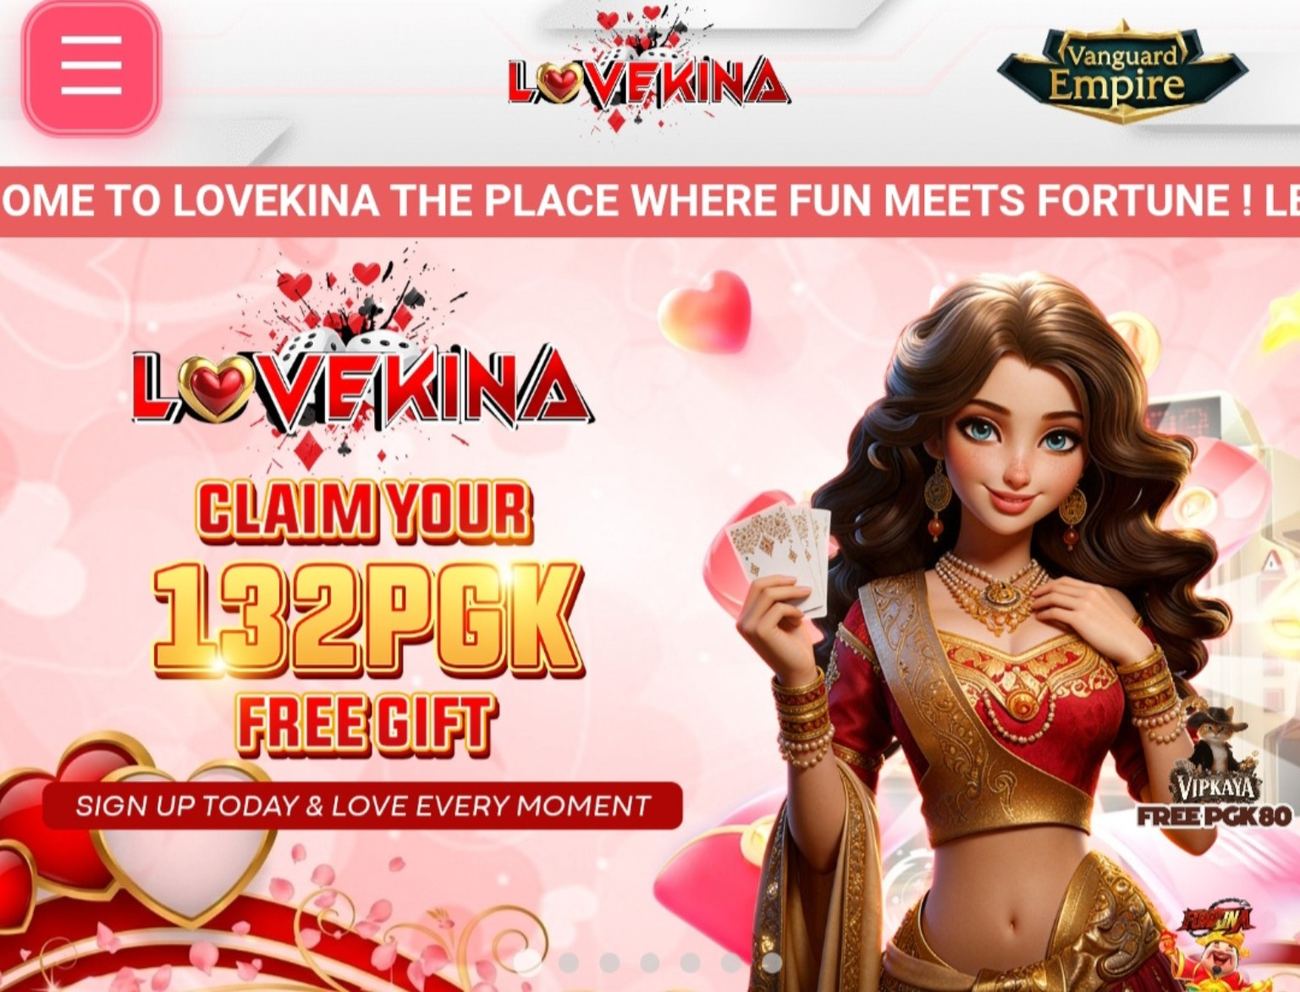 LOVEKINA
Vanguard
Empire
OME TO LOVEKINA THE PLACE WHERE FUN MEETS FORTUNE ! LE
LOVEKINA
CLAIM YOUR
132PGK
FREE GIFT
SIGN UP TODAY & LOVE EVERY MOMENT
VIPKAYA
FREE PGK80